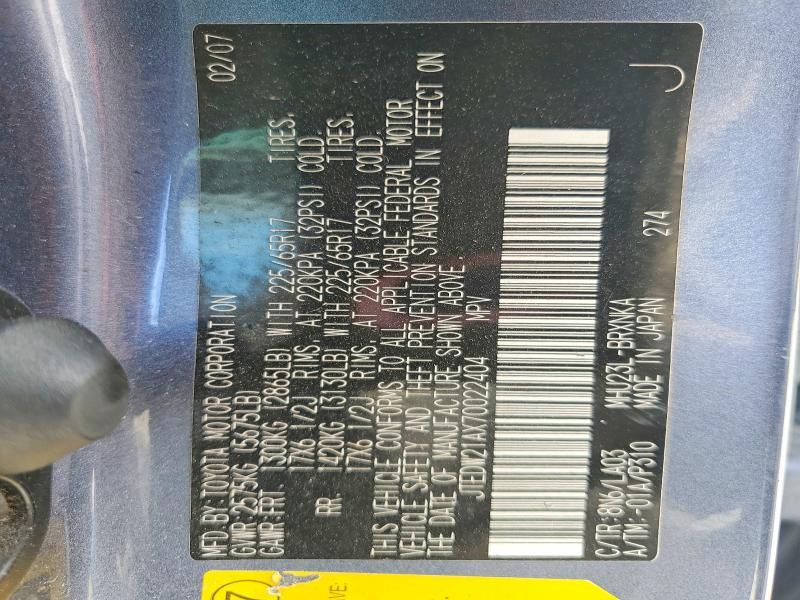 MFD BY:TOYOTA MOTOR CORPORATION 02/07
GVWR:2575KG (5675LB)
GAWR:FRT 1300KG (2865LB) WITH 225/65R17 TIRES,
17X6 1/2J RIMS, AT 220KPA (32PSI) COLD.
RR. 1420KG (3130LB) WITH 225/65R17 TIRES,
17X6 1/2J RIMS, AT 220KPA (32PSI) COLD.
THIS VEHICLE CONFORMS TO ALL APPLICABLE FEDERAL MOTOR
VEHICLE SAFETY AND THEFT PREVENTION STANDARDS IN EFFECT ON
THE DATE OF MANUFACTURE SHOWN ABOVE.
MPV
C/TR:8V6/LA03 MHU23L-BRXNKA 274
A/TM:-01A/P310 MADE IN JAPAN
J
7